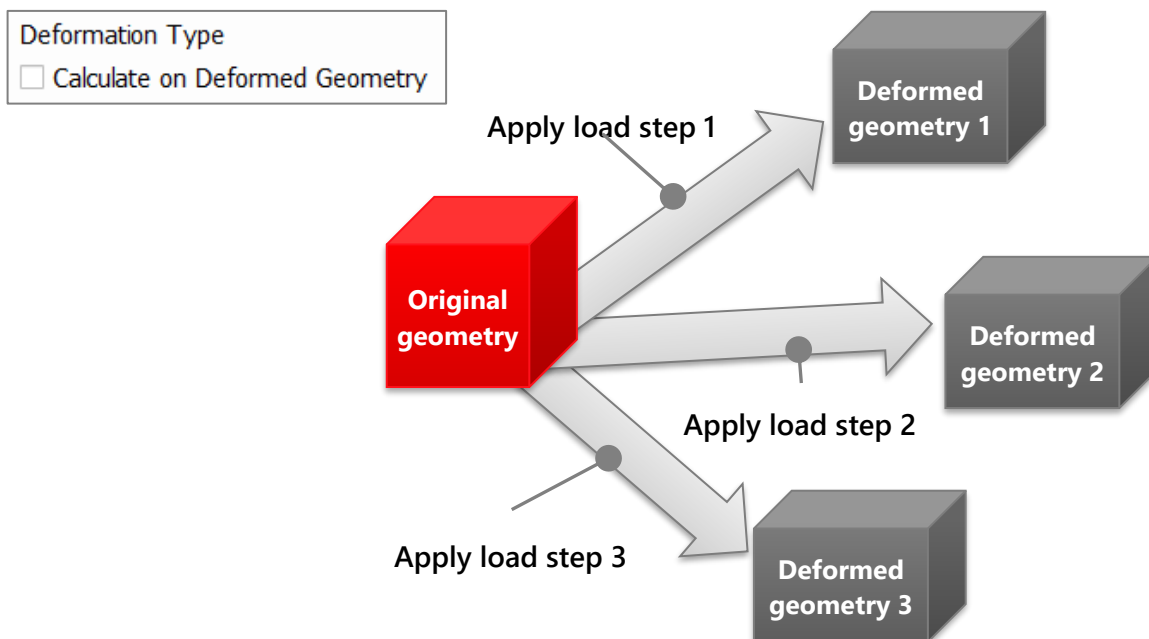 Deformation Type
Calculate on Deformed Geometry
Deformed
geometry 1
Apply load step 1
Original
geometry
Deformed
geometry 2
Apply load step 2
Apply load step 3
Deformed
geometry 3